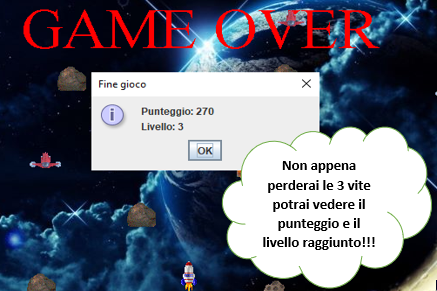 GAME OVER
Fine gioco
Punteggio: 270
Livello: 3
OK
Non appena
perderai le 3 vite
potrai vedere il
punteggio e il
livello raggiunto!!!